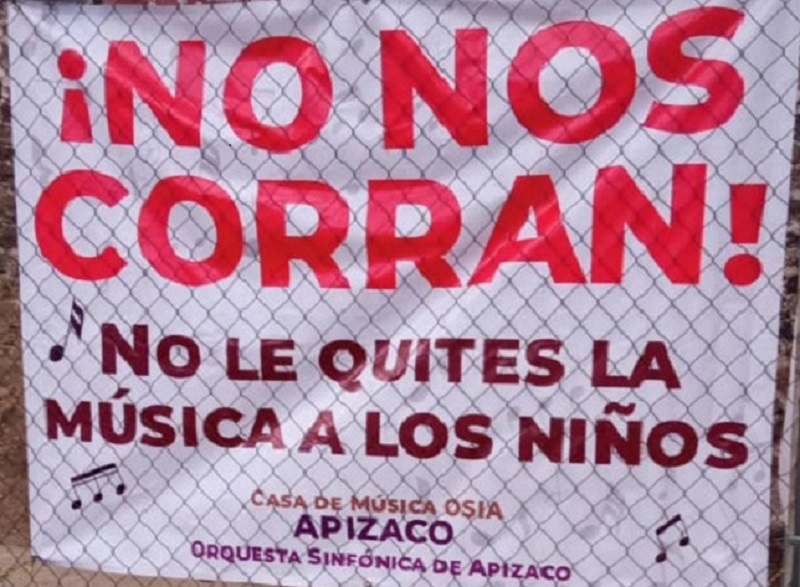 ¡NO NOS
CORRAN!
NO LE QUITES LA
MÚSICA A LOS NIÑOS
CASA DE MÚSICA OSIA
APIZACO
ORQUESTA SINFÓNICA DE APIZACO